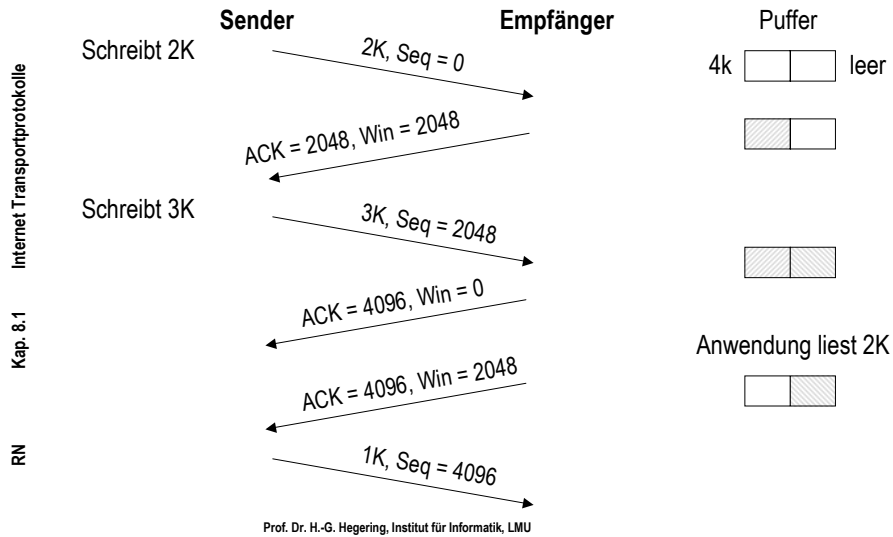 Sender
Empfänger
Puffer
Schreibt 2K
2K, Seq = 0
4k
leer
ACK = 2048, Win = 2048
Schreibt 3K
3K, Seq = 2048
ACK = 4096, Win = 0
Anwendung liest 2K
ACK = 4096, Win = 2048
1K, Seq = 4096
RN
Kap. 8.1
Internet Transportprotokolle
Prof. Dr. H.-G. Hegering, Institut für Informatik, LMU